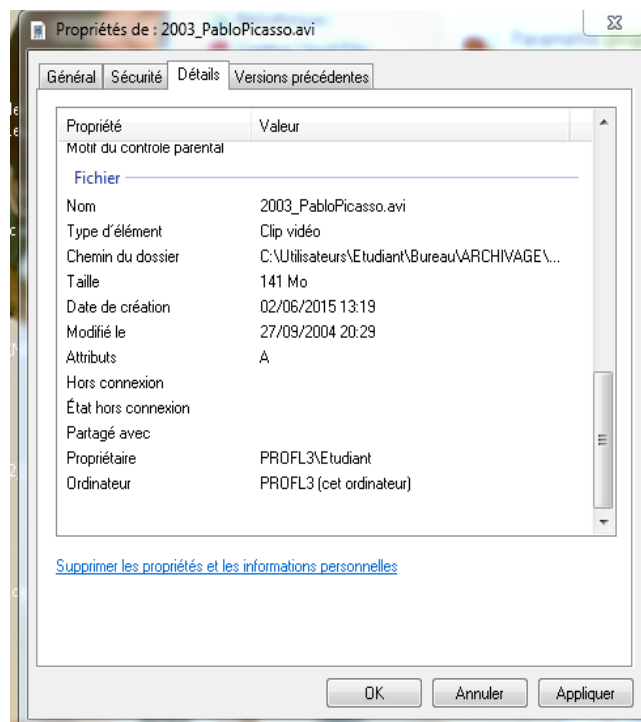 Propriétés de : 2003_PabloPicasso.avi
Général Sécurité Détails Versions précédentes
Propriété Valeur
Motif du contrôle parental
Fichier
Nom 2003_PabloPicasso.avi
Type d'élément Clip vidéo
Chemin du dossier C:\Utilisateurs\Etudiant\Bureau\ARCHIVAGE\...
Taille 141 Mo
Date de création 02/06/2015 13:19
Modifié le 27/09/2004 20:29
Attributs A
Hors connexion
État hors connexion
Partagé avec
Propriétaire PROFL3\Etudiant
Ordinateur PROFL3 (cet ordinateur)
Supprimer les propriétés et les informations personnelles
OK Annuler Appliquer